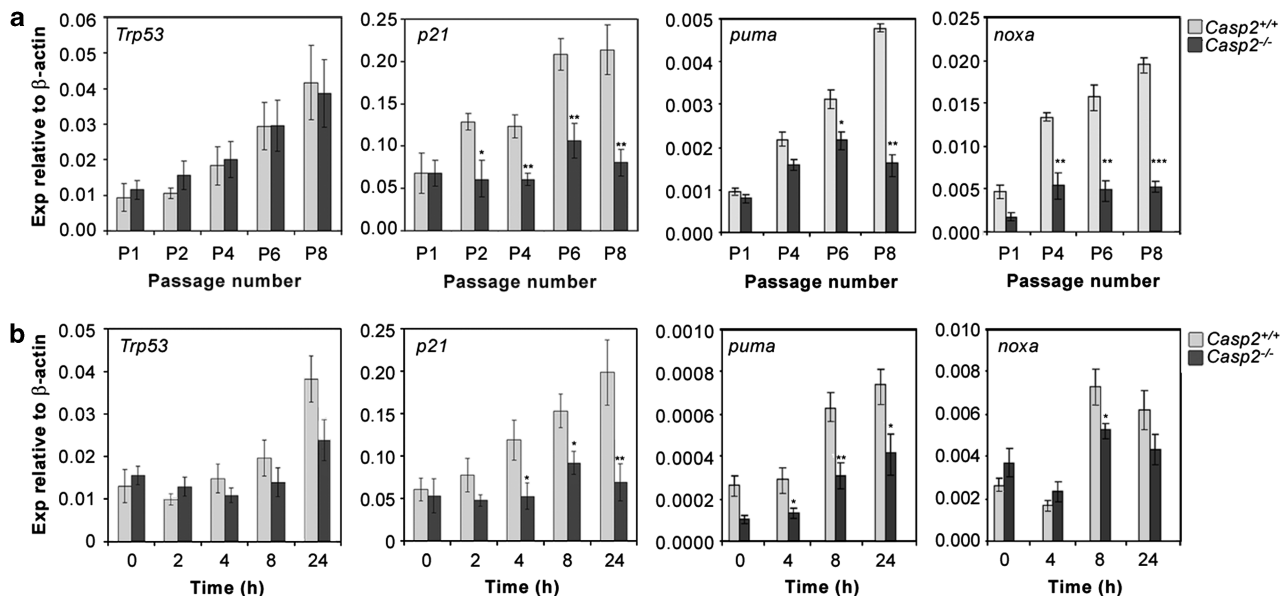 a
Exp relative to β-actin
Trp53
0.06
0.05
0.04
0.03
0.02
0.01
0.00
P1 P2 P4 P6 P8
Passage number
p21
0.25
0.20
0.15
0.10
0.05
0.00
* ** ** **
P1 P2 P4 P6 P8
Passage number
puma
0.005
0.004
0.003
0.002
0.001
0.000
* **
P1 P4 P6 P8
Passage number
noxa
0.025
0.020
0.015
0.010
0.005
0.000
** ** ***
P1 P4 P6 P8
Passage number
Casp2+/+
Casp2-/-
b
Exp relative to β-actin
Trp53
0.05
0.04
0.03
0.02
0.01
0
0 2 4 8 24
Time (h)
p21
0.25
0.20
0.15
0.10
0.05
0
* * **
0 2 4 8 24
Time (h)
puma
0.0010
0.0008
0.0006
0.0004
0.0002
0.0000
* ** *
0 4 8 24
Time (h)
noxa
0.010
0.008
0.006
0.004
0.002
0.000
*
0 4 8 24
Time (h)
Casp2+/+
Casp2-/-